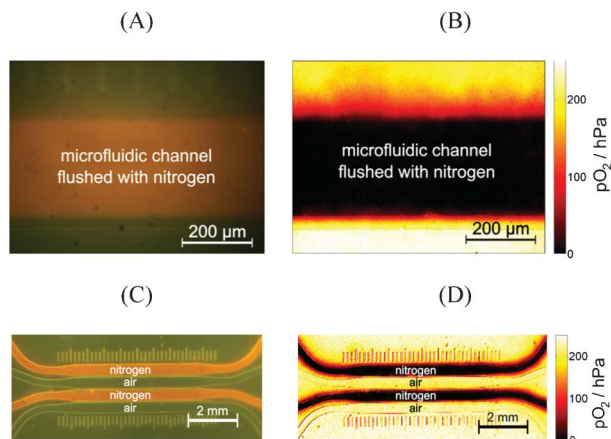 (A)
(B)
microfluidic channel
flushed with nitrogen
200 µm
microfluidic channel
flushed with nitrogen
200 µm
200
100
0
pO2 / hPa
(C)
(D)
nitrogen
air
nitrogen
air
2 mm
nitrogen
air
nitrogen
air
2 mm
200
100
0
pO2 / hPa